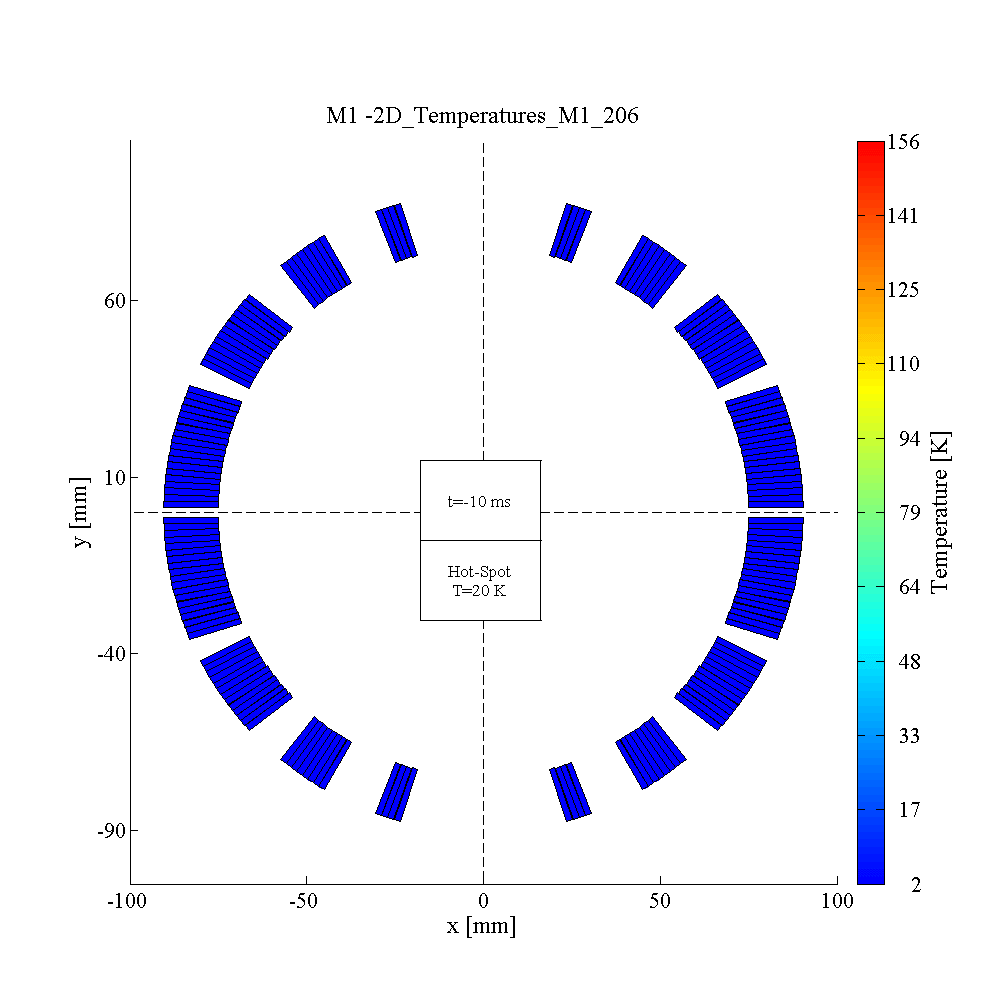 M1 -2D_Temperatures_M1_206
156
141
125
110
94
79
64
48
33
17
2
Temperature [K]
60
10
-40
-90
y [mm]
t=-10 ms
Hot-Spot
T=20 K
-100
-50
0
50
100
x [mm]